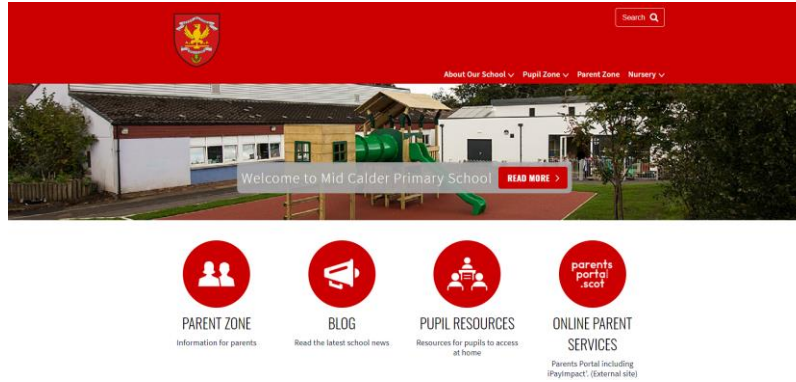 Search
About Our School
Pupil Zone
Parent Zone
Nursery
Welcome to Mid Calder Primary School
READ MORE >
PARENT ZONE
Information for parents
BLOG
Read the latest school news
PUPIL RESOURCES
Resources for pupils to access
at home
parents
portal
.scot
ONLINE PARENT
SERVICES
Parents Portal including
iPayImpact'. (External site)